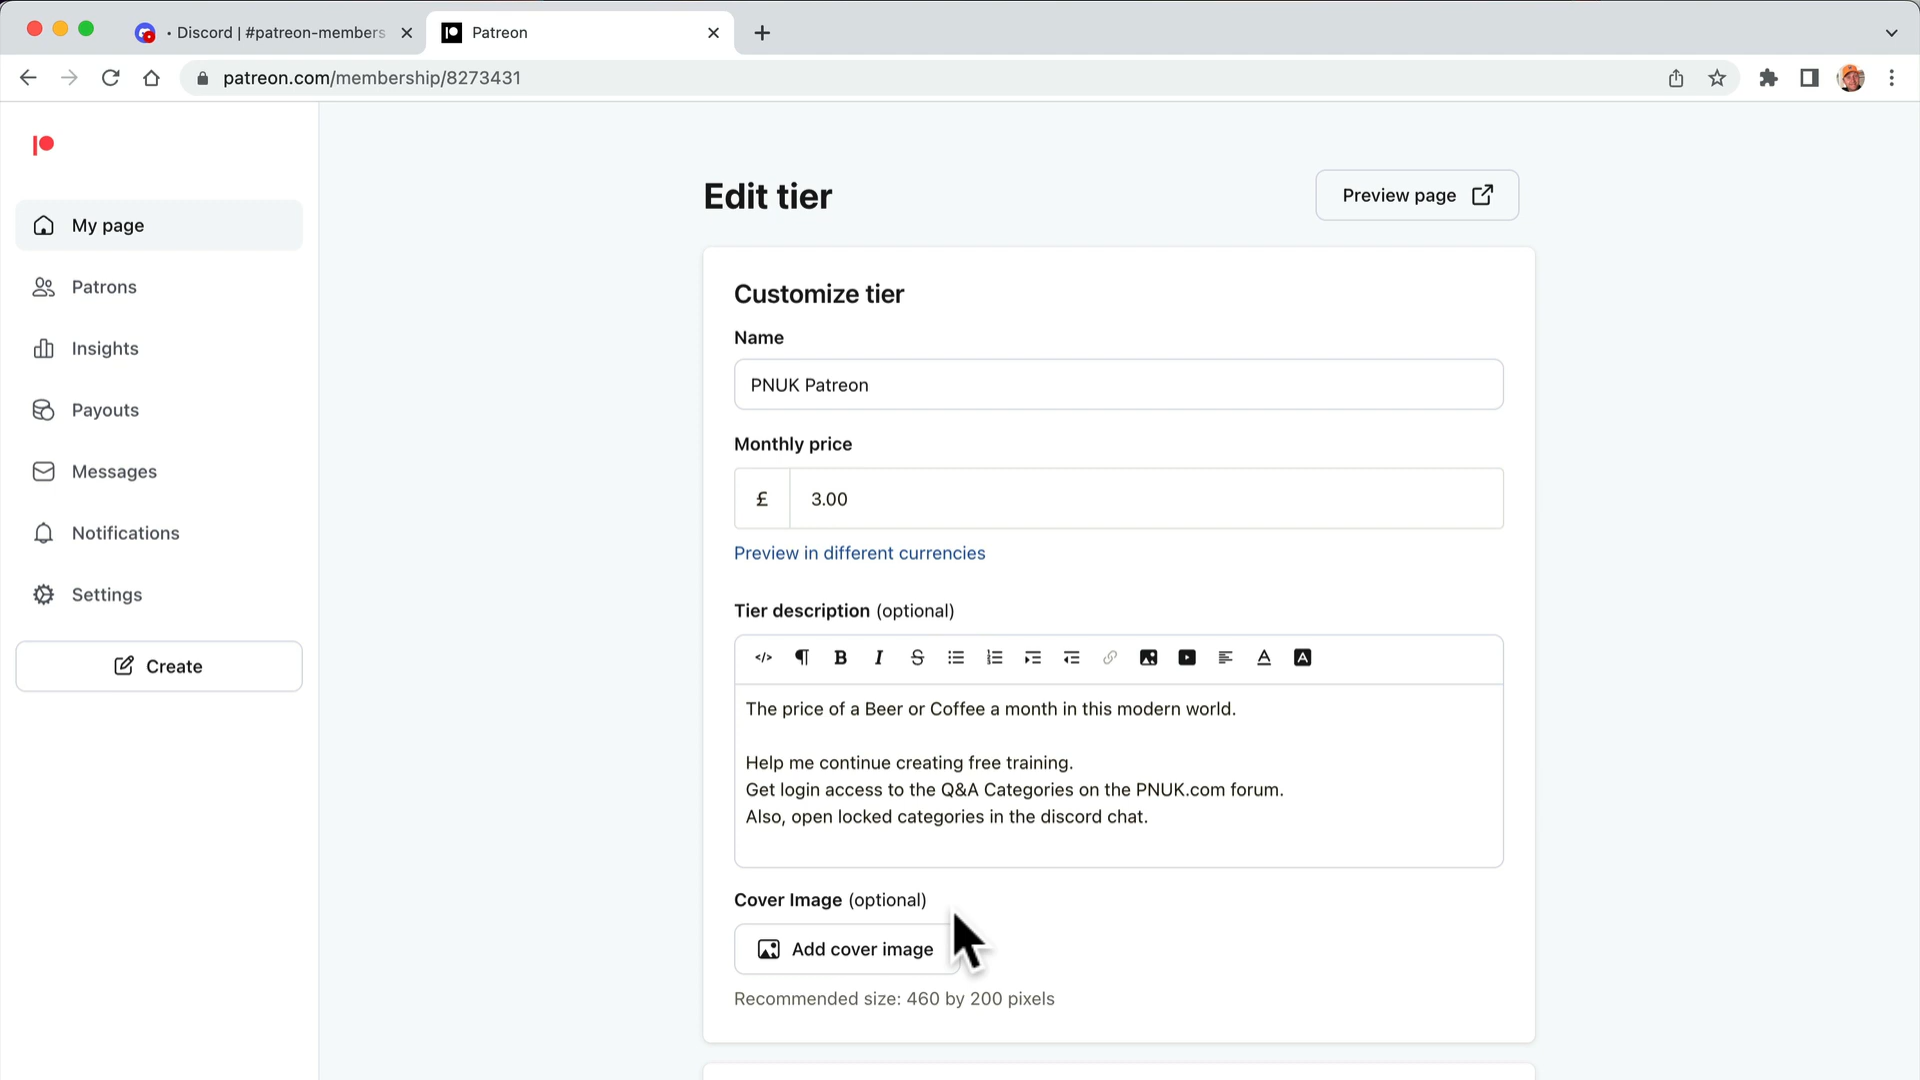 • Discord | #patreon-members
Patreon
patreon.com/membership/8273431
My page
Patrons
Insights
Payouts
Messages
Notifications
Settings
Create
Edit tier
Preview page
Customize tier
Name
PNUK Patreon
Monthly price
£ 3.00
Preview in different currencies
Tier description (optional)
The price of a Beer or Coffee a month in this modern world.
Help me continue creating free training.
Get login access to the Q&A Categories on the PNUK.com forum.
Also, open locked categories in the discord chat.
Cover Image (optional)
Add cover image
Recommended size: 460 by 200 pixels